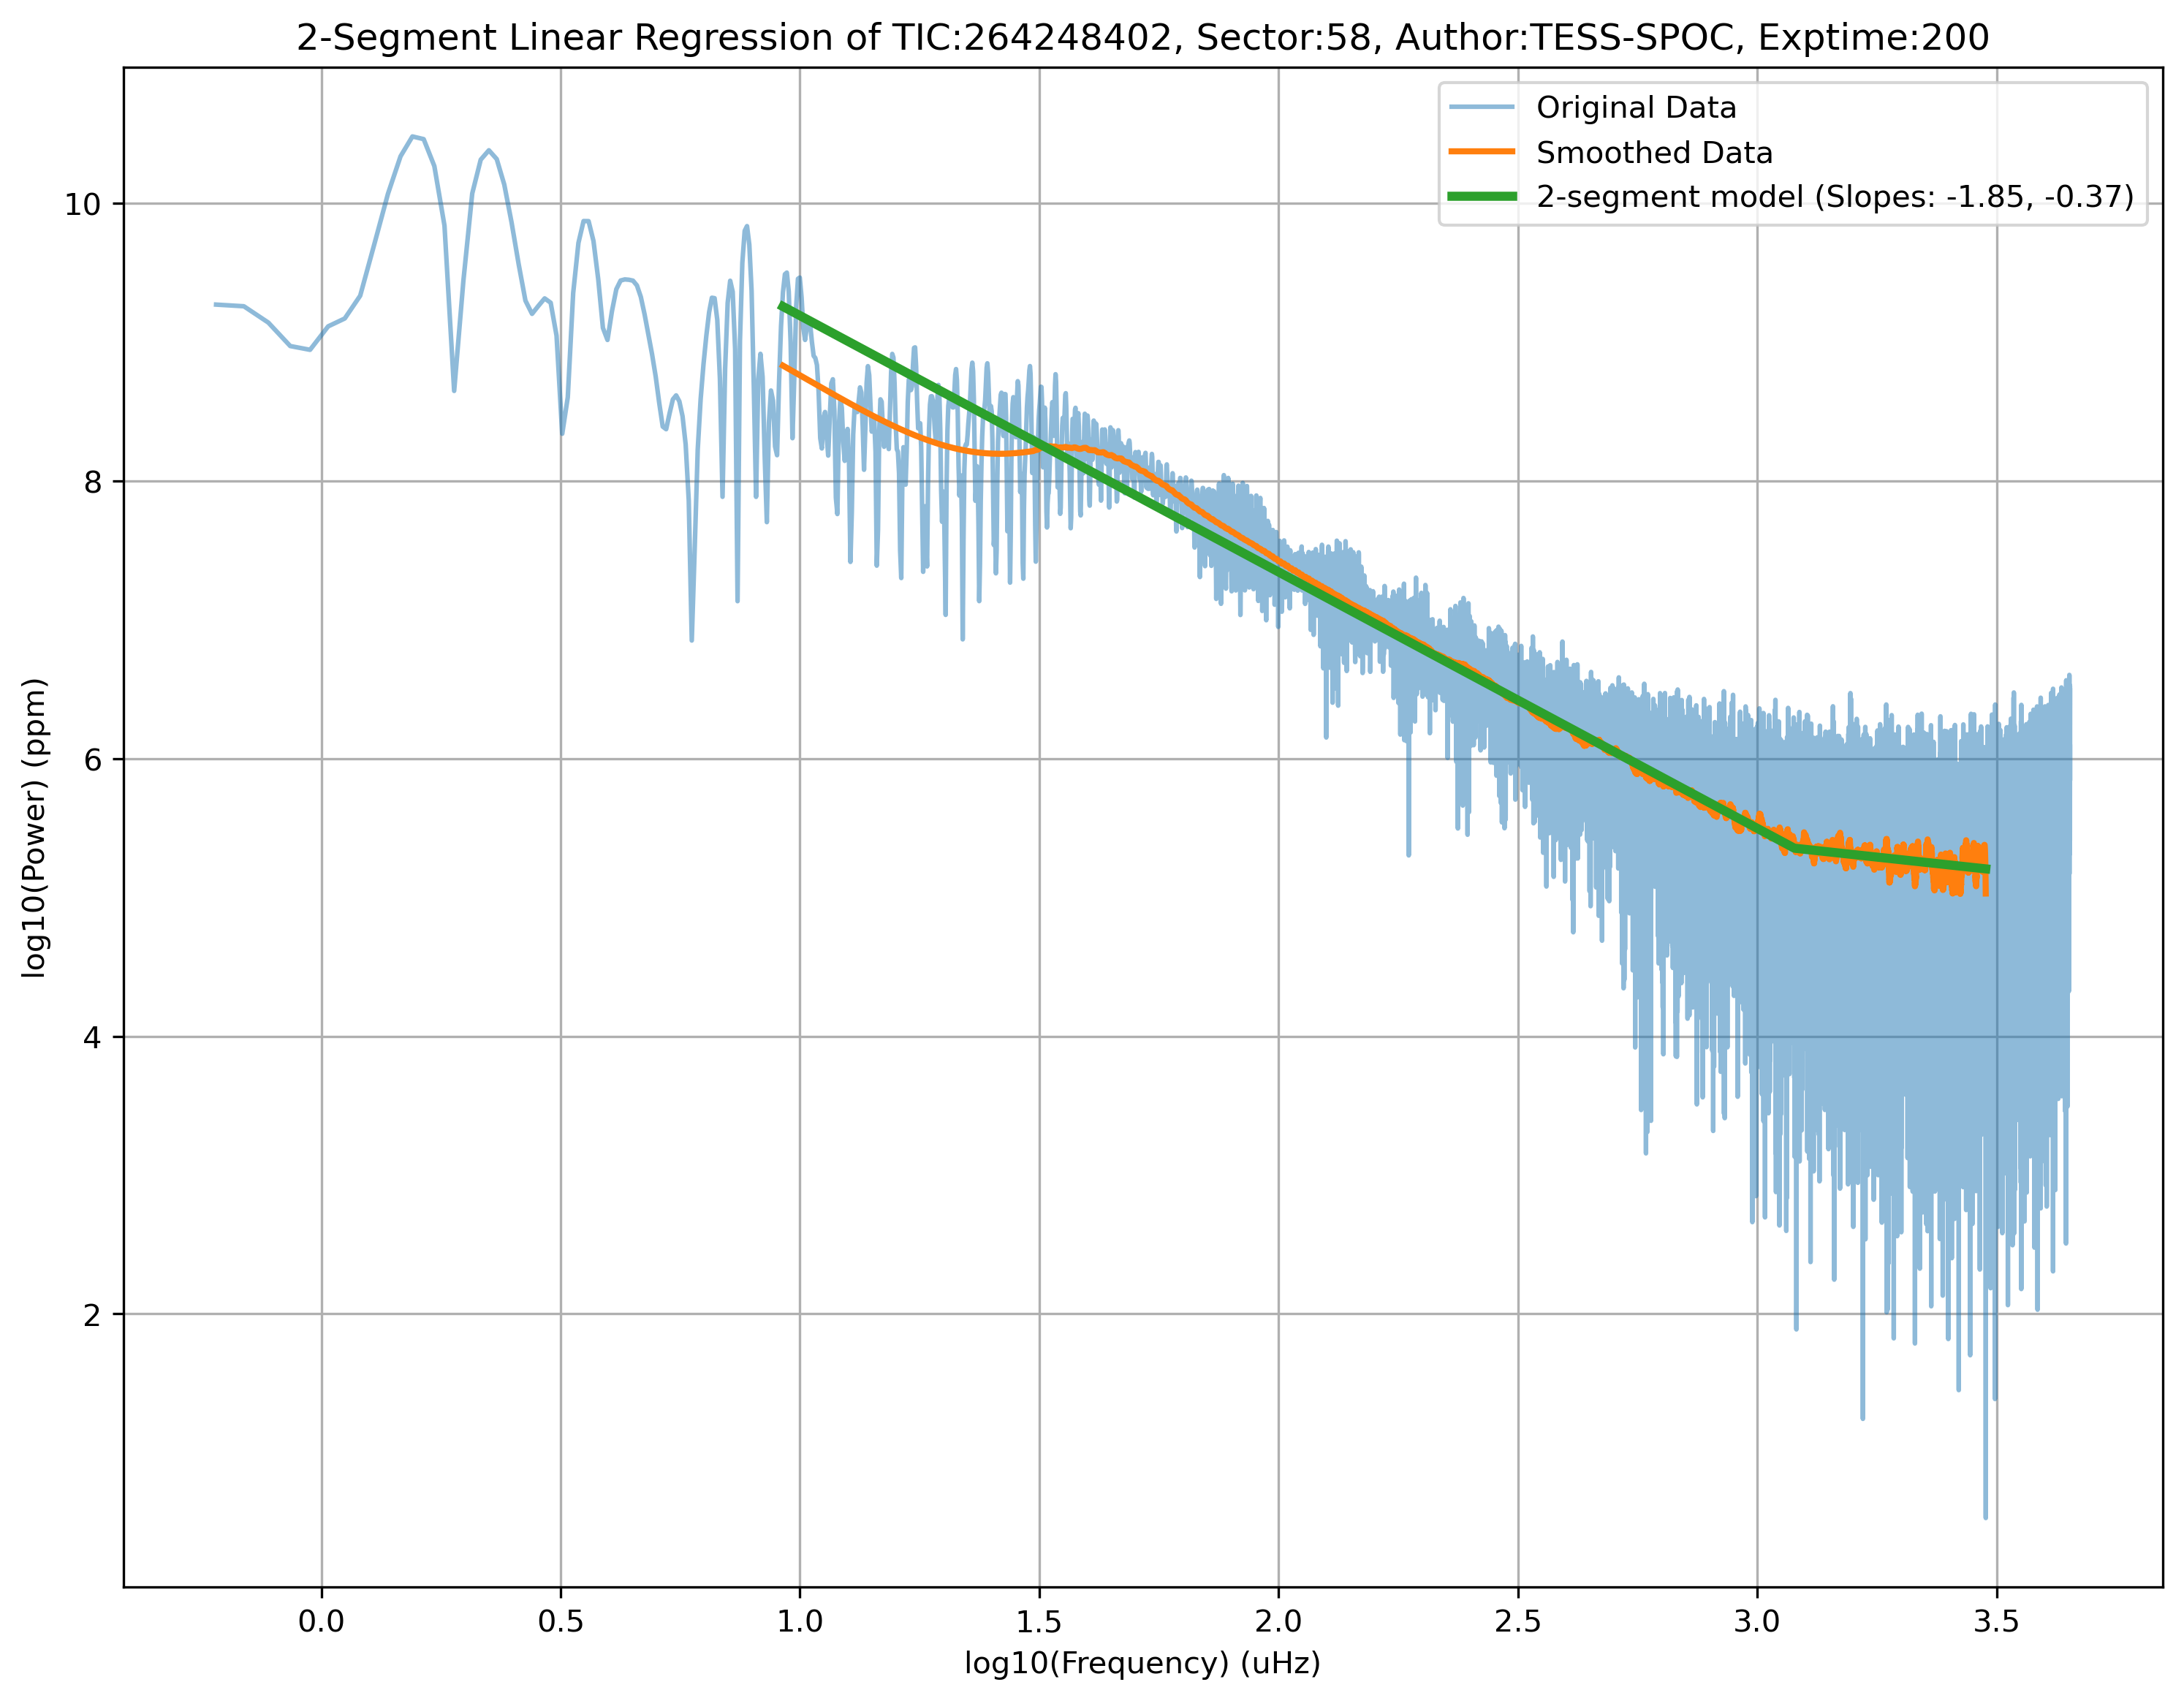 2-Segment Linear Regression of TIC:264248402, Sector:58, Author:TESS-SPOC, Exptime:200
Original Data
Smoothed Data
2-segment model (Slopes: -1.85, -0.37)
log10(Power) (ppm)
10
8
6
4
2
0.0 0.5 1.0 1.5 2.0 2.5 3.0 3.5
log10(Frequency) (uHz)